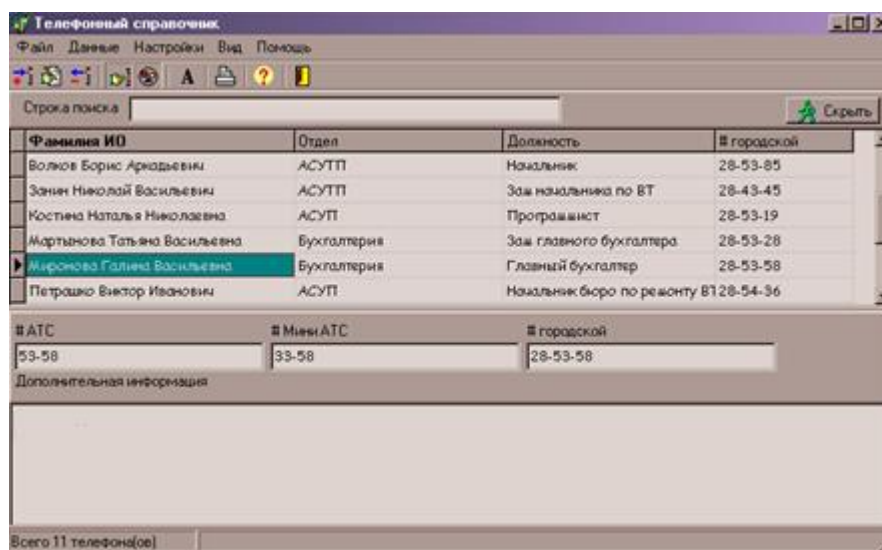 Телефонный справочник
Файл Данные Настройки Вид Помощь
A ?
Строка поиска Скрыть
Фамилия ИО Отдел Должность # городской
Волков Борис Аркадьевич АСУТП Начальник 28-53-85
Занин Николай Васильевич АСУТП Зам начальника по ВТ 28-43-45
Костина Наталья Николаевна АСУП Программист 28-53-19
Мартынова Татьяна Васильевна Бухгалтерия Зам главного бухгалтера 28-53-28
Миронова Галина Васильевна Бухгалтерия Главный бухгалтер 28-53-58
Петрашко Виктор Иванович АСУП Начальник бюро по ремонту ВТ 28-54-36
# АТС # Мини АТС # городской
53-58 33-58 28-53-58
Дополнительная информация
Всего 11 телефона(ов)